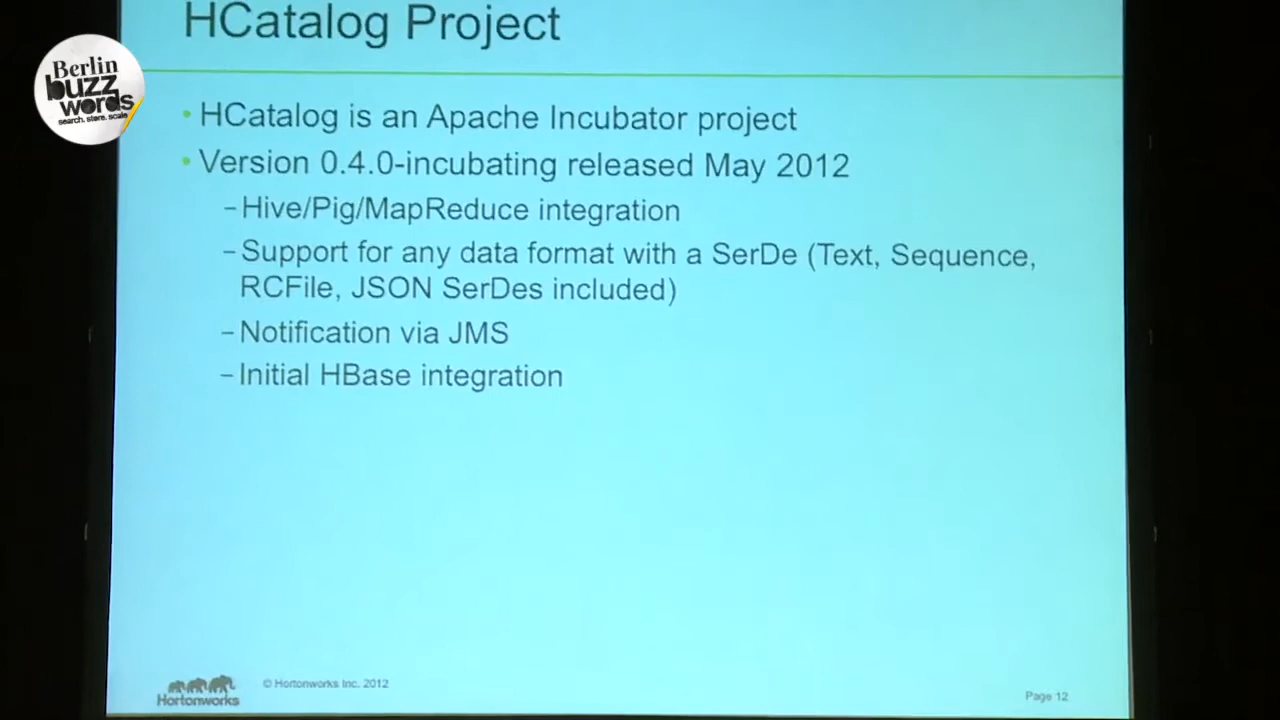 HCatalog Project
Berlin
buzz
words
search. store. scale
• HCatalog is an Apache Incubator project
• Version 0.4.0-incubating released May 2012
–Hive/Pig/MapReduce integration
–Support for any data format with a SerDe (Text, Sequence,
RCFile, JSON SerDes included)
–Notification via JMS
–Initial HBase integration
Hortonworks
© Hortonworks Inc. 2012
Page 12